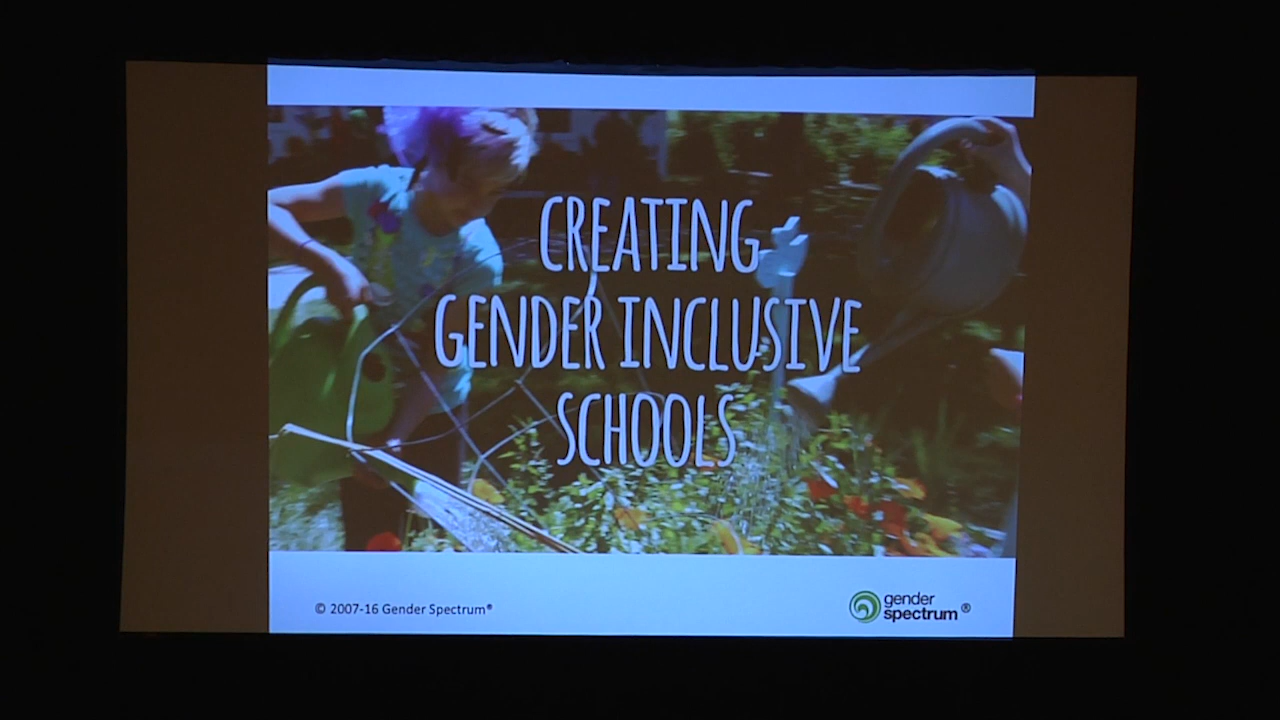 CREATING
GENDER INCLUSIVE
SCHOOLS
© 2007-16 Gender Spectrum®
gender
spectrum ®